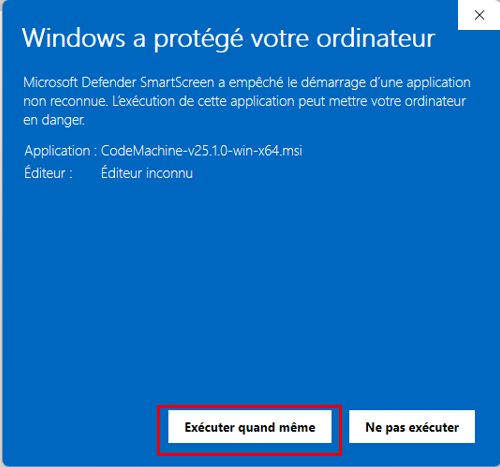 Windows a protégé votre ordinateur
Microsoft Defender SmartScreen a empêché le démarrage d'une application
non reconnue. L'exécution de cette application peut mettre votre ordinateur
en danger.
Application : CodeMachine-v25.1.0-win-x64.msi
Éditeur : Éditeur inconnu
Exécuter quand même Ne pas exécuter